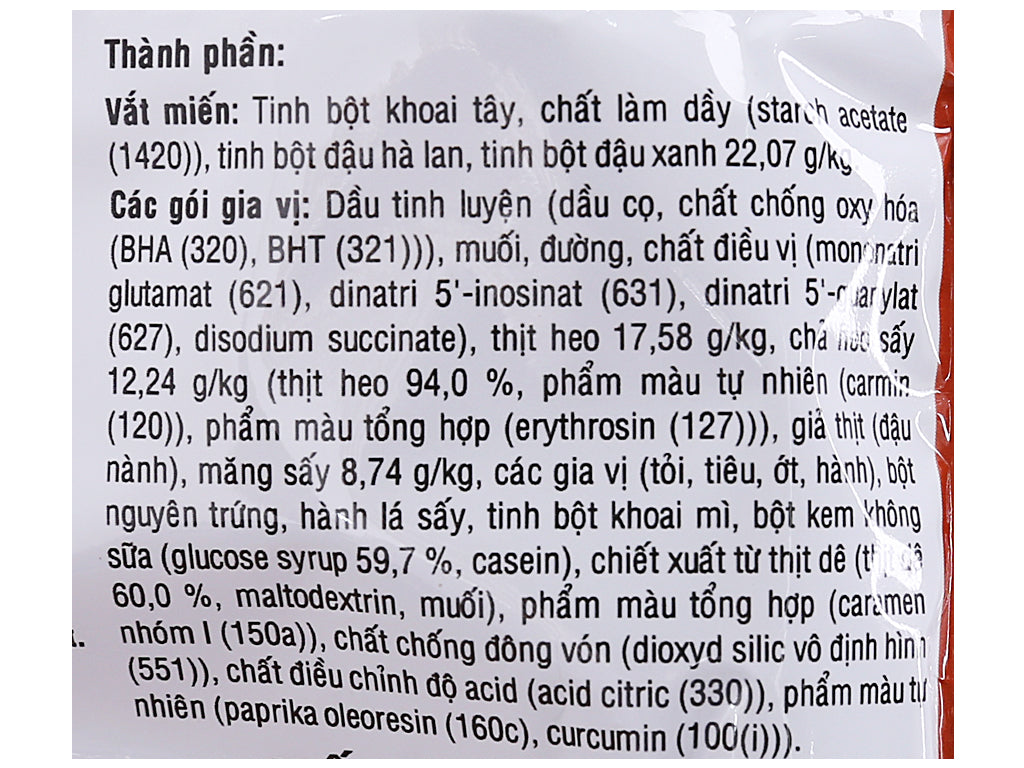 Thành phần:
Vắt miến: Tinh bột khoai tây, chất làm dầy (starch acetate
(1420)), tinh bột đậu hà lan, tinh bột đậu xanh 22,07 g/kg
Các gói gia vị: Dầu tinh luyện (dầu cọ, chất chống oxy hóa
(BHA (320), BHT (321))), muối, đường, chất điều vị (mononatri
glutamat (621), dinatri 5'-inosinat (631), dinatri 5'-guanylat
(627), disodium succinate), thịt heo 17,58 g/kg, chả heo sấy
12,24 g/kg (thịt heo 94,0 %, phẩm màu tự nhiên (carmin
(120)), phẩm màu tổng hợp (erythrosin (127))), giả thịt (đậu
nành), măng sấy 8,74 g/kg, các gia vị (tỏi, tiêu, ớt, hành), bột
nguyên trứng, hành lá sấy, tinh bột khoai mì, bột kem không
sữa (glucose syrup 59,7 %, casein), chiết xuất từ thịt dê (thịt dê
60,0 %, maltodextrin, muối), phẩm màu tổng hợp (caramen
nhóm I (150a)), chất chống đông vón (dioxyd silic vô định hình
(551)), chất điều chỉnh độ acid (acid citric (330)), phẩm màu tự
nhiên (paprika oleoresin (160c), curcumin (100(i))).